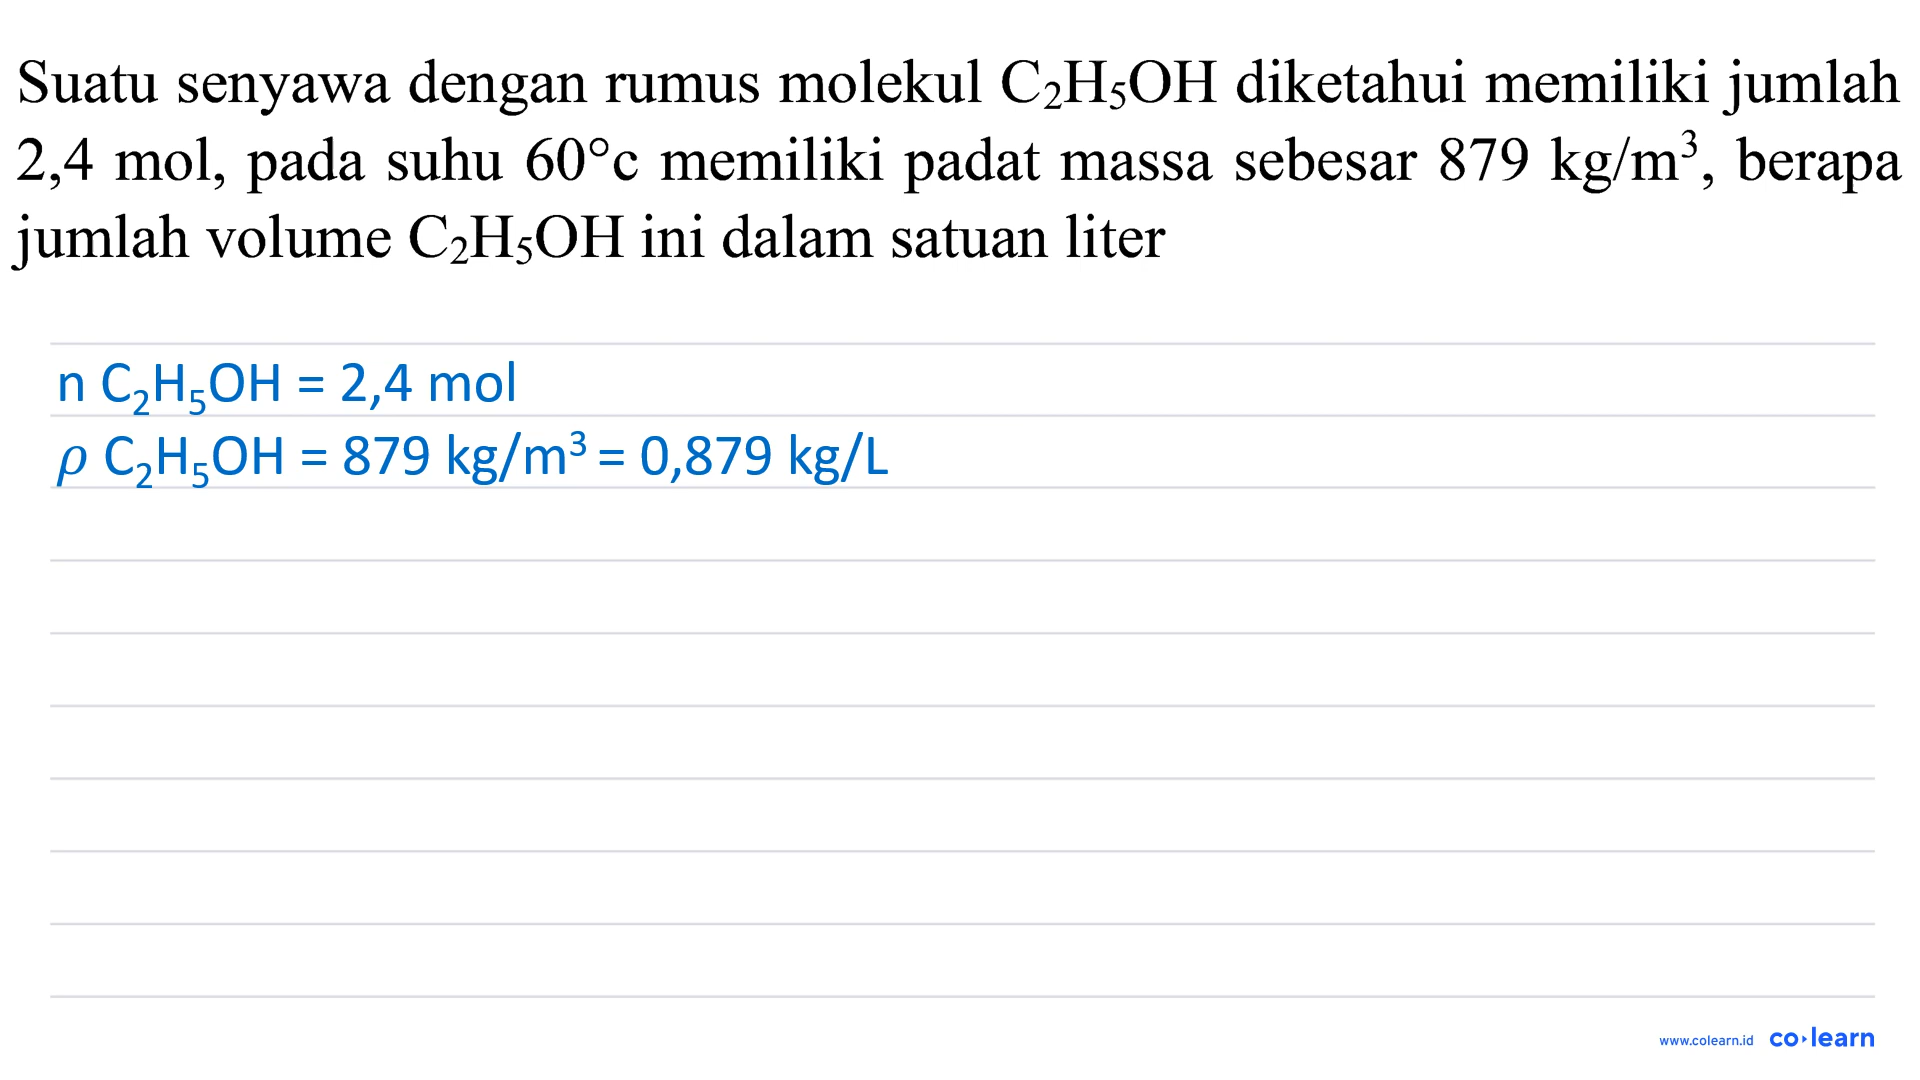 Suatu senyawa dengan rumus molekul C₂H₅OH diketahui memiliki jumlah
2,4 mol, pada suhu 60°c memiliki padat massa sebesar 879 kg/m³, berapa
jumlah volume C₂H₅OH ini dalam satuan liter
n C₂H₅OH = 2,4 mol
ρ C₂H₅OH = 879 kg/m³ = 0,879 kg/L
www.colearn.id co·learn